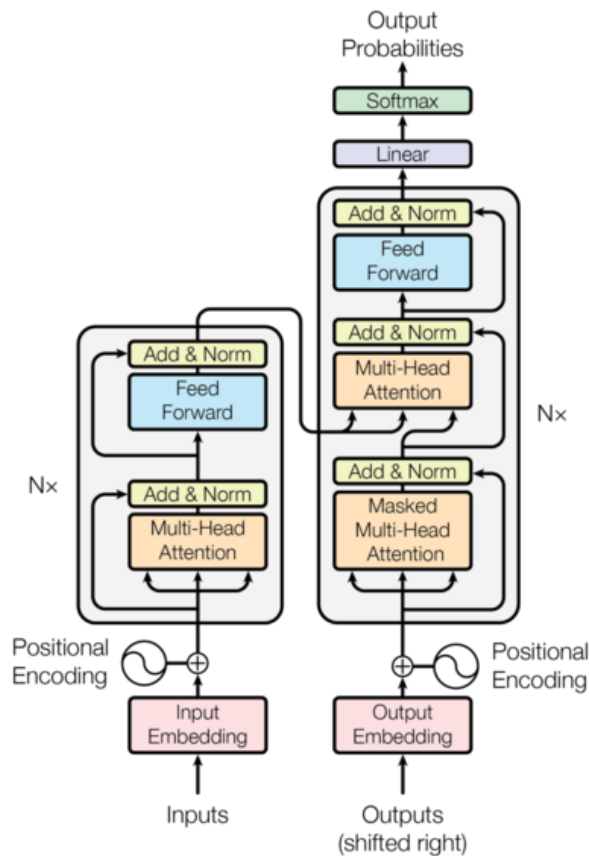 Output
Probabilities
Softmax
Linear
Add & Norm
Feed
Forward
Add & Norm
Multi-Head
Attention
Add & Norm
Masked
Multi-Head
Attention
N×
Add & Norm
Feed
Forward
Add & Norm
Multi-Head
Attention
N×
Positional
Encoding
Positional
Encoding
Input
Embedding
Output
Embedding
Inputs
Outputs
(shifted right)